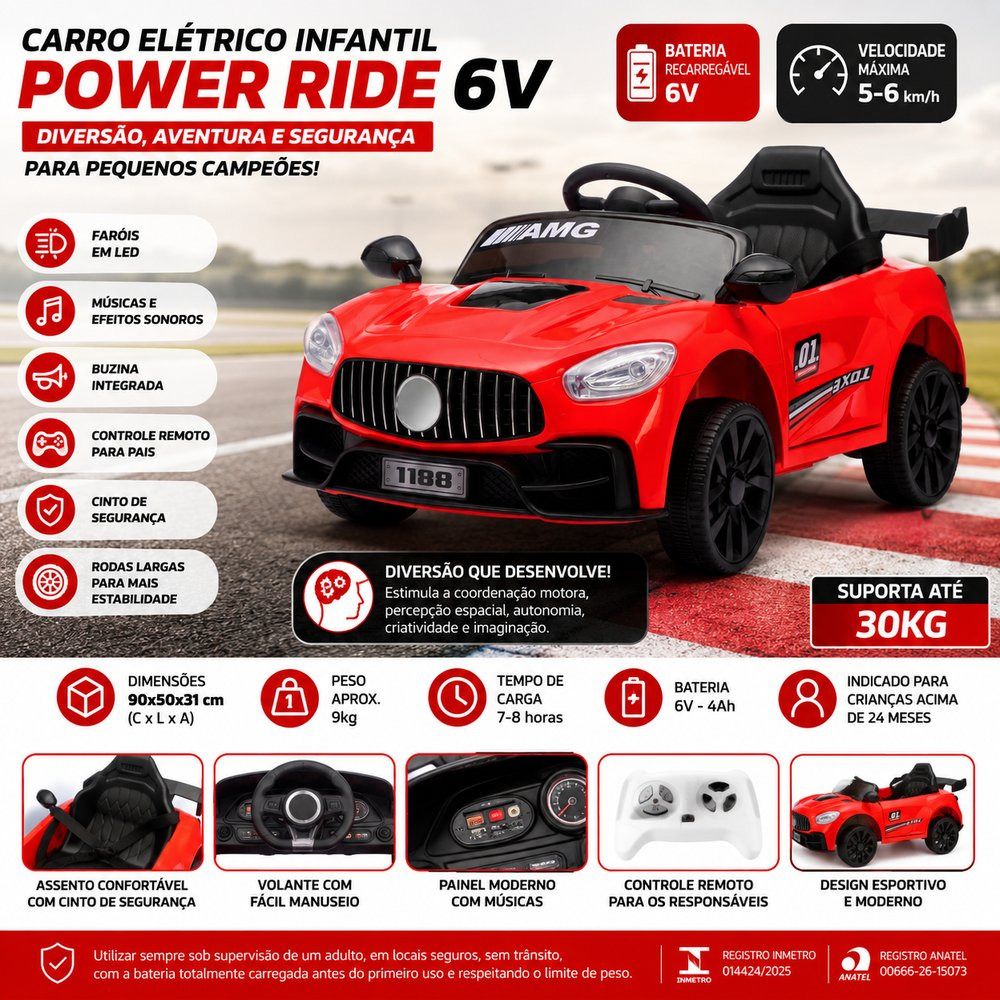 CARRO ELÉTRICO INFANTIL
POWER RIDE 6V
DIVERSÃO, AVENTURA E SEGURANÇA
PARA PEQUENOS CAMPEÕES!
BATERIA
RECARREGÁVEL
6V
VELOCIDADE
MÁXIMA
5-6 km/h
FARÓIS
EM LED
MÚSICAS E
EFEITOS SONOROS
BUZINA
INTEGRADA
CONTROLE REMOTO
PARA PAIS
CINTO DE
SEGURANÇA
RODAS LARGAS
PARA MAIS
ESTABILIDADE
AMG
.01.
1188
DIVERSÃO QUE DESENVOLVE!
Estimula a coordenação motora,
percepção espacial, autonomia,
criatividade e imaginação.
SUPORTA ATÉ
30KG
DIMENSÕES
90x50x31 cm
(C x L x A)
1
PESO
APROX.
9kg
TEMPO DE
CARGA
7-8 horas
BATERIA
6V - 4Ah
INDICADO PARA
CRIANÇAS ACIMA
DE 24 MESES
01
ASSENTO CONFORTÁVEL
COM CINTO DE SEGURANÇA
VOLANTE COM
FÁCIL MANUSEIO
PAINEL MODERNO
COM MÚSICAS
CONTROLE REMOTO
PARA OS RESPONSÁVEIS
DESIGN ESPORTIVO
E MODERNO
Utilizar sempre sob supervisão de um adulto, em locais seguros, sem trânsito,
com a bateria totalmente carregada antes do primeiro uso e respeitando o limite de peso.
INMETRO
REGISTRO INMETRO
014424/2025
ANATEL
REGISTRO ANATEL
00666-26-15073